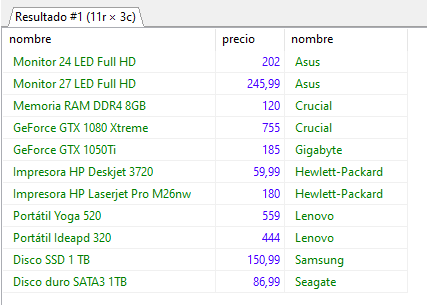 Resultado #1 (11r × 3c)
nombre precio nombre
Monitor 24 LED Full HD 202 Asus
Monitor 27 LED Full HD 245,99 Asus
Memoria RAM DDR4 8GB 120 Crucial
GeForce GTX 1080 Xtreme 755 Crucial
GeForce GTX 1050Ti 185 Gigabyte
Impresora HP Deskjet 3720 59,99 Hewlett-Packard
Impresora HP Laserjet Pro M26nw 180 Hewlett-Packard
Portátil Yoga 520 559 Lenovo
Portátil Ideapd 320 444 Lenovo
Disco SSD 1 TB 150,99 Samsung
Disco duro SATA3 1TB 86,99 Seagate